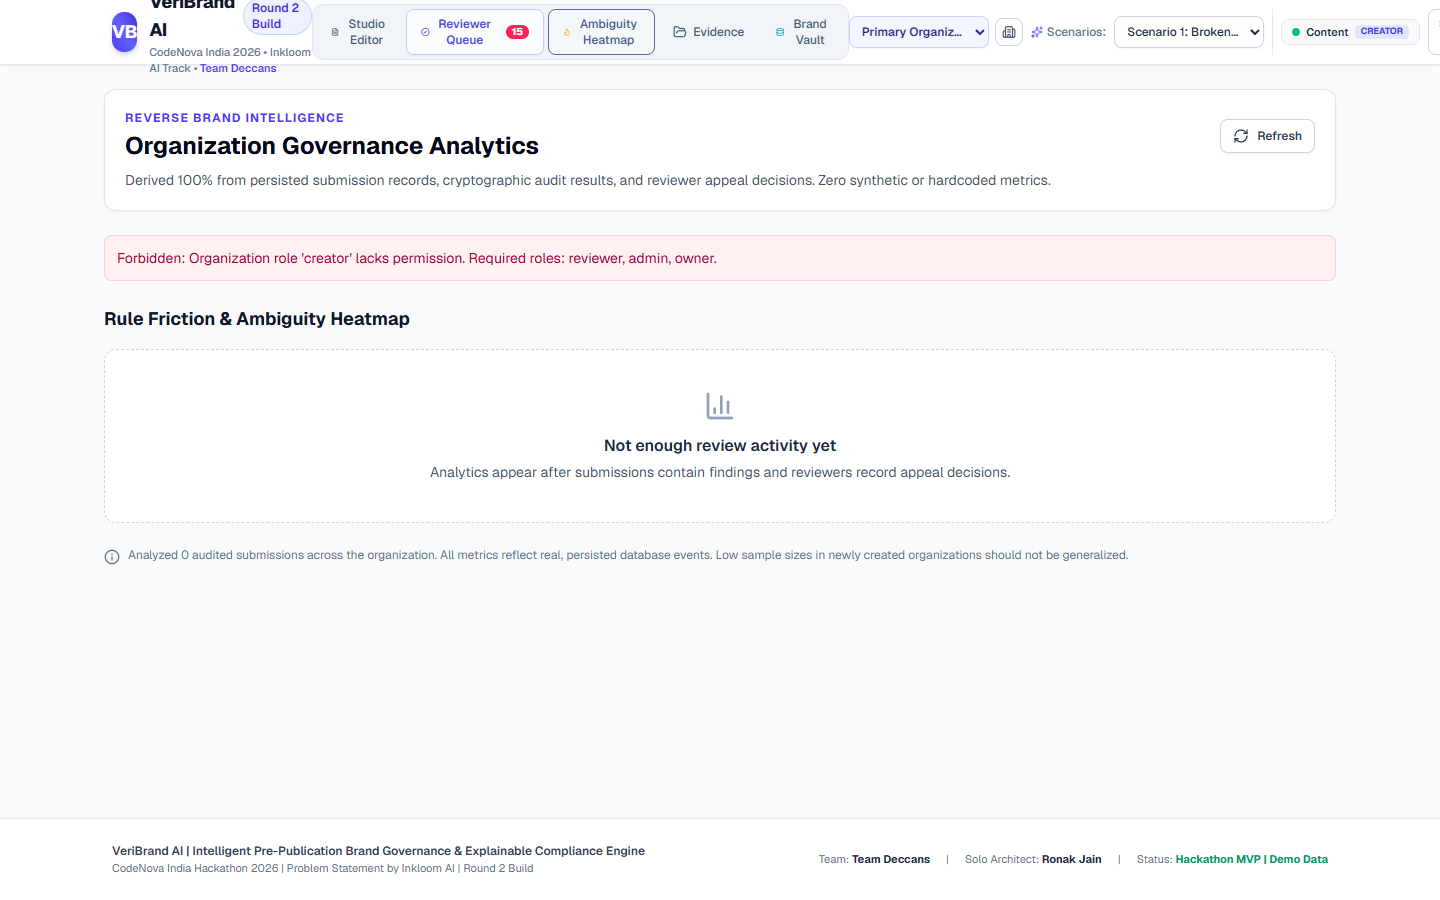 VeriBrand AI
Round 2 Build
CodeNova India 2026 • Inkloom AI Track • Team Deccans
VB
Studio Editor
Reviewer Queue
15
Ambiguity Heatmap
Evidence
Brand Vault
Primary Organiz...
Scenarios:
Scenario 1: Broken...
Content
CREATOR
REVERSE BRAND INTELLIGENCE
Organization Governance Analytics
Derived 100% from persisted submission records, cryptographic audit results, and reviewer appeal decisions. Zero synthetic or hardcoded metrics.
Refresh
Forbidden: Organization role 'creator' lacks permission. Required roles: reviewer, admin, owner.
Rule Friction & Ambiguity Heatmap
Not enough review activity yet
Analytics appear after submissions contain findings and reviewers record appeal decisions.
Analyzed 0 audited submissions across the organization. All metrics reflect real, persisted database events. Low sample sizes in newly created organizations should not be generalized.
VeriBrand AI | Intelligent Pre-Publication Brand Governance & Explainable Compliance Engine
CodeNova India Hackathon 2026 | Problem Statement by Inkloom AI | Round 2 Build
Team: Team Deccans | Solo Architect: Ronak Jain | Status: Hackathon MVP | Demo Data